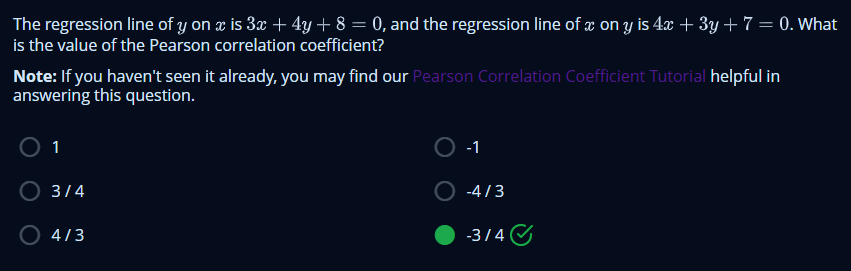 The regression line of y on x is 3x + 4y + 8 = 0, and the regression line of x on y is 4x + 3y + 7 = 0. What
is the value of the Pearson correlation coefficient?
Note: If you haven't seen it already, you may find our Pearson Correlation Coefficient Tutorial helpful in
answering this question.
1
-1
3 / 4
-4 / 3
4 / 3
-3 / 4